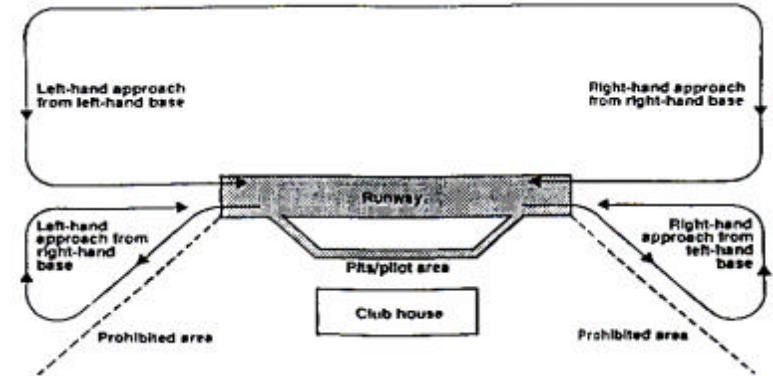 Left-hand approach
from left-hand base
Right-hand approach
from right-hand base
Runway
Left-hand
approach from
right-hand
base
Right-hand
approach from
left-hand
base
Pits/pilot area
Club house
Prohibited area
Prohibited area